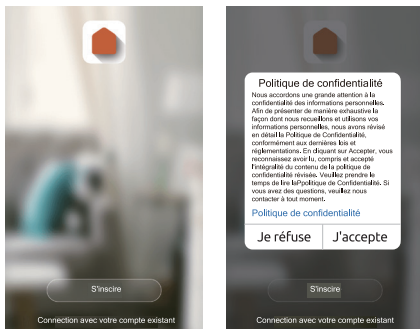 S'inscire
Connection avec votre compte existant
Politique de confidentialité
Nous accordons une grande attention à la
confidentialité des informations personnelles.
Afin de présenter de manière exhaustive la
façon dont nous recueillons et utilisons vos
informations personnelles, nous avons révisé
en détail la Politique de Confidentialité,
conformément aux dernières lois et
réglementations. En cliquant sur Accepter, vous
reconnaissez avoir lu, compris et accepté
l'intégralité du contenu de la politique de
confidentialité révisée. Veuillez prendre le
temps de lire laPpolitique de Confidentialité. Si
vous avez des questions, veuillez nous
contacter à tout moment.
Politique de confidentialité
Je réfuse
J'accepte
S'inscire
Connection avec votre compte existant